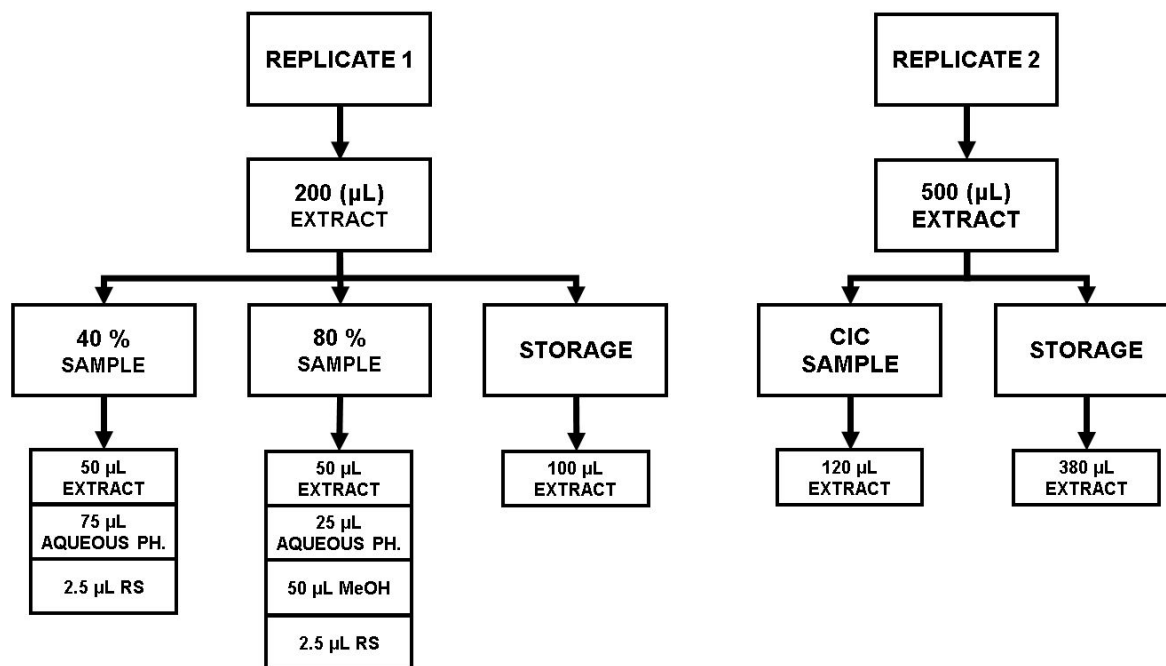 REPLICATE 1
200 (µL)
EXTRACT
40 %
SAMPLE
80 %
SAMPLE
STORAGE
50 µL
EXTRACT
75 µL
AQUEOUS PH.
2.5 µL RS
50 µL
EXTRACT
25 µL
AQUEOUS PH.
50 µL MeOH
2.5 µL RS
100 µL
EXTRACT
REPLICATE 2
500 (µL)
EXTRACT
CIC
SAMPLE
STORAGE
120 µL
EXTRACT
380 µL
EXTRACT